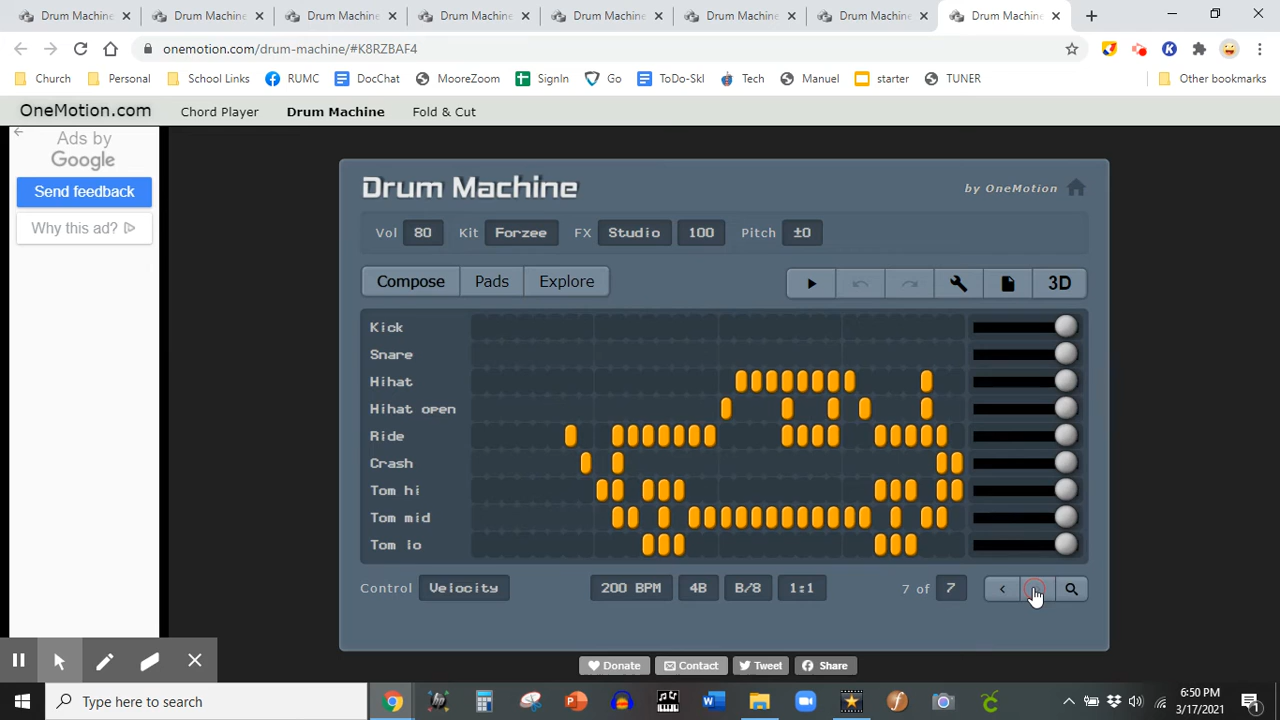 Drum Machine
Drum Machine
Drum Machine
Drum Machine
Drum Machine
Drum Machine
Drum Machine
Drum Machine
onemotion.com/drum-machine/#K8RZBAF4
Church Personal School Links RUMC DocChat MooreZoom SignIn Go ToDo-Ski Tech Manuel starter TUNER Other bookmarks
OneMotion.com Chord Player Drum Machine Fold & Cut
Ads by
Google
Send feedback
Why this ad?
Drum Machine
by OneMotion
Vol 80 Kit Forzee FX Studio 100 Pitch ±0
Compose Pads Explore 3D
Kick
Snare
Hihat
Hihat open
Ride
Crash
Tom hi
Tom mid
Tom lo
Control Velocity 200 BPM 4B B/8 1:1 7 of 7
Donate Contact Tweet Share
Type here to search
6:50 PM
3/17/2021